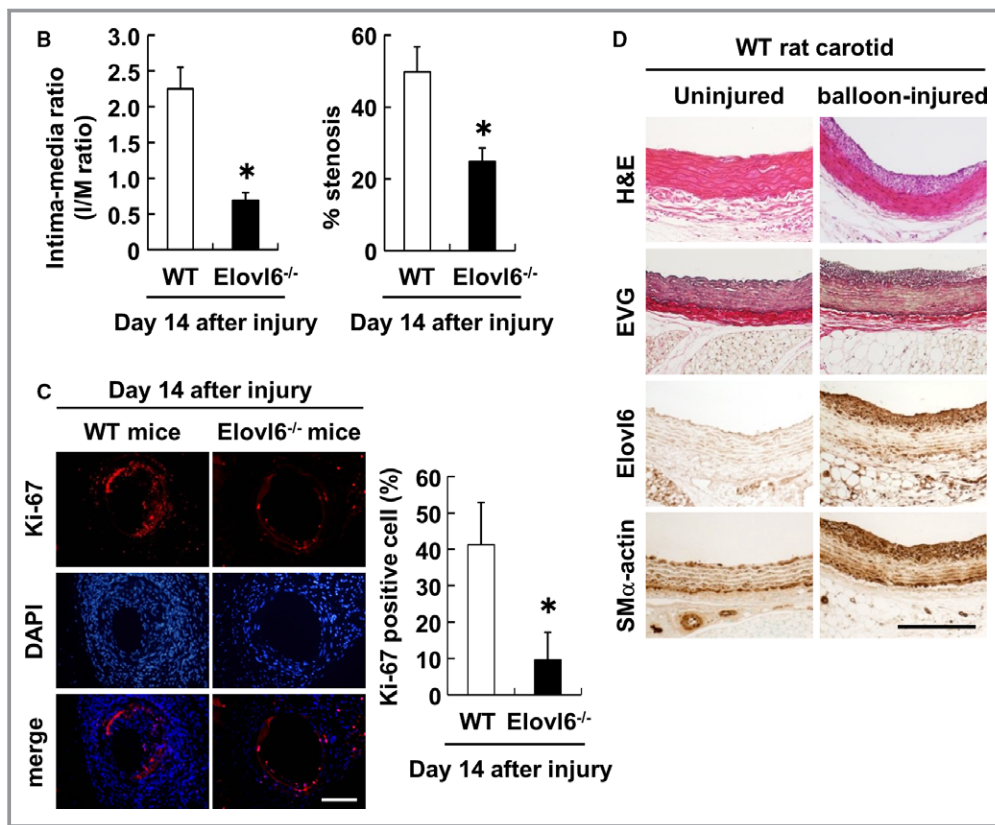 B
Intima-media ratio
(I/M ratio)
3.0
2.5
2.0
1.5
1.0
0.5
0
*
WT Elovl6-/-
Day 14 after injury
% stenosis
60
40
20
0
*
WT Elovl6-/-
Day 14 after injury
C
Day 14 after injury
WT mice Elovl6-/- mice
Ki-67
DAPI
merge
Ki-67 positive cell (%)
60
50
40
30
20
10
0
*
WT Elovl6-/-
Day 14 after injury
D
WT rat carotid
Uninjured balloon-injured
H&E
EVG
Elovl6
SMα-actin